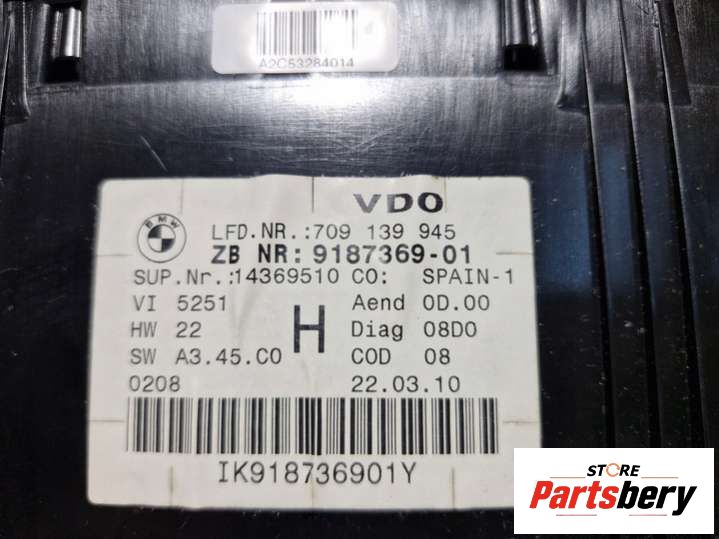 A2C53284014
VDO
BMW
LFD.NR.:709 139 945
ZB NR: 9187369-01
SUP.Nr.:14369510 CO: SPAIN-1
VI 5251 Aend 0D.00
HW 22 H Diag 08D0
SW A3.45.C0 COD 08
0208 22.03.10
IK918736901Y
STORE
Partsbery